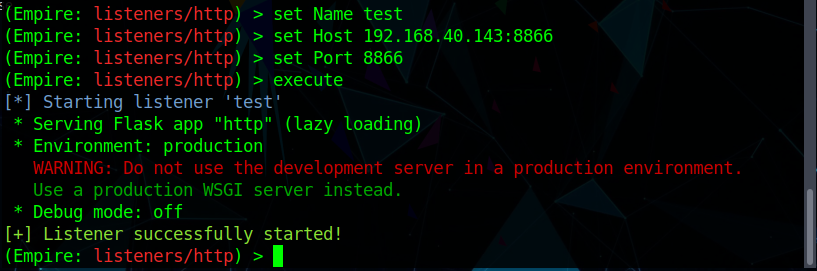 (Empire: listeners/http) > set Name test
(Empire: listeners/http) > set Host 192.168.40.143:8866
(Empire: listeners/http) > set Port 8866
(Empire: listeners/http) > execute
[*] Starting listener 'test'
 * Serving Flask app "http" (lazy loading)
 * Environment: production
   WARNING: Do not use the development server in a production environment.
   Use a production WSGI server instead.
 * Debug mode: off
[+] Listener successfully started!
(Empire: listeners/http) >